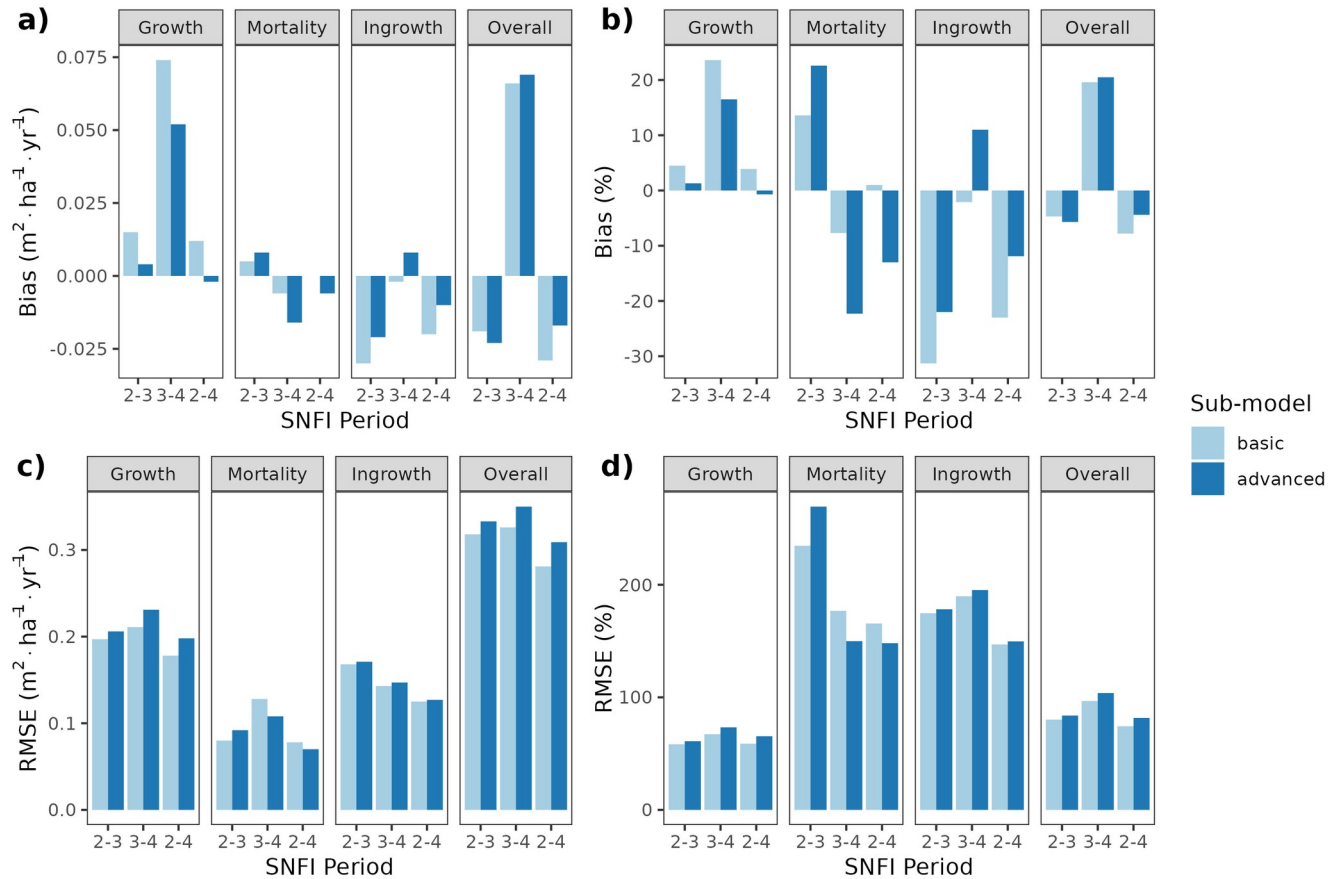 a)
Growth Mortality Ingrowth Overall
Bias (m² · ha⁻¹ · yr⁻¹)
0.075
0.050
0.025
0.000
-0.025
2-3 3-4 2-4 2-3 3-4 2-4 2-3 3-4 2-4 2-3 3-4 2-4
SNFI Period
b)
Growth Mortality Ingrowth Overall
Bias (%)
20
10
0
-10
-20
-30
2-3 3-4 2-4 2-3 3-4 2-4 2-3 3-4 2-4 2-3 3-4 2-4
SNFI Period
Sub-model
basic
advanced
c)
Growth Mortality Ingrowth Overall
RMSE (m² · ha⁻¹ · yr⁻¹)
0.3
0.2
0.1
0.0
2-3 3-4 2-4 2-3 3-4 2-4 2-3 3-4 2-4 2-3 3-4 2-4
SNFI Period
d)
Growth Mortality Ingrowth Overall
RMSE (%)
200
100
0
2-3 3-4 2-4 2-3 3-4 2-4 2-3 3-4 2-4 2-3 3-4 2-4
SNFI Period